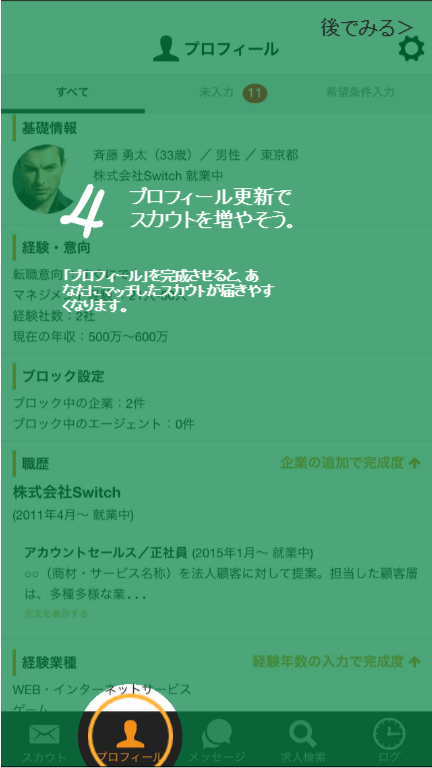 後でみる＞
プロフィール
すべて
未入力 11
希望条件入力
基礎情報
斉藤 勇太（33歳）／ 男性 ／ 東京都
株式会社Switch 就業中
4
プロフィール更新で
スカウトを増やそう。
経験・意向
転職意向
「プロフィール」を完成させると、あ
なたにマッチしたスカウトが届きやす
くなります。
経験社数：2社
現在の年収：500万〜600万
ブロック設定
ブロック中の企業：2件
ブロック中のエージェント：0件
職歴
企業の追加で完成度
株式会社Switch
(2011年4月〜 就業中)
アカウントセールス／正社員 (2015年1月〜 就業中)
○○（商材・サービス名称）を法人顧客に対して提案。担当した顧客層
は、多種多様な業...
全文を表示する
経験業種
経験年数の入力で完成度
WEB・インターネットサービス
ゲーム
スカウト
プロフィール
メッセージ
求人検索
ログ